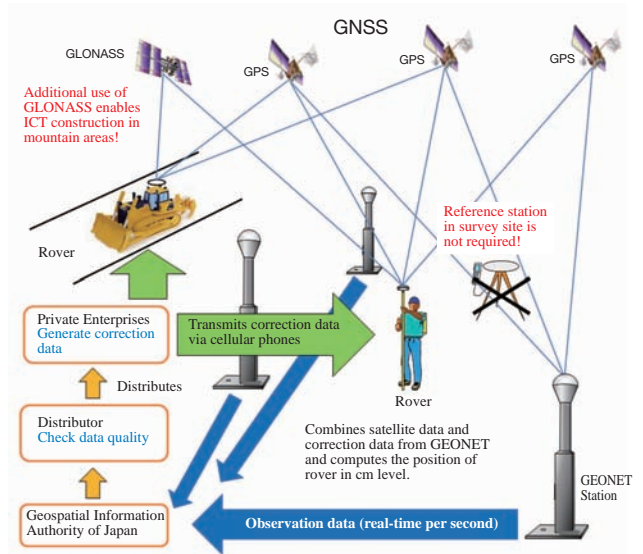 GNSS
GLONASS
GPS
GPS
GPS
Additional use of
GLONASS enables
ICT construction in
mountain areas!
Reference station
in survey site is
not required!
Rover
Private Enterprises
Generate correction
data
Transmits correction data
via cellular phones
Distributes
Rover
Distributor
Check data quality
Combines satellite data and
correction data from GEONET
and computes the position of
rover in cm level.
GEONET
Station
Geospatial Information
Authority of Japan
Observation data (real-time per second)